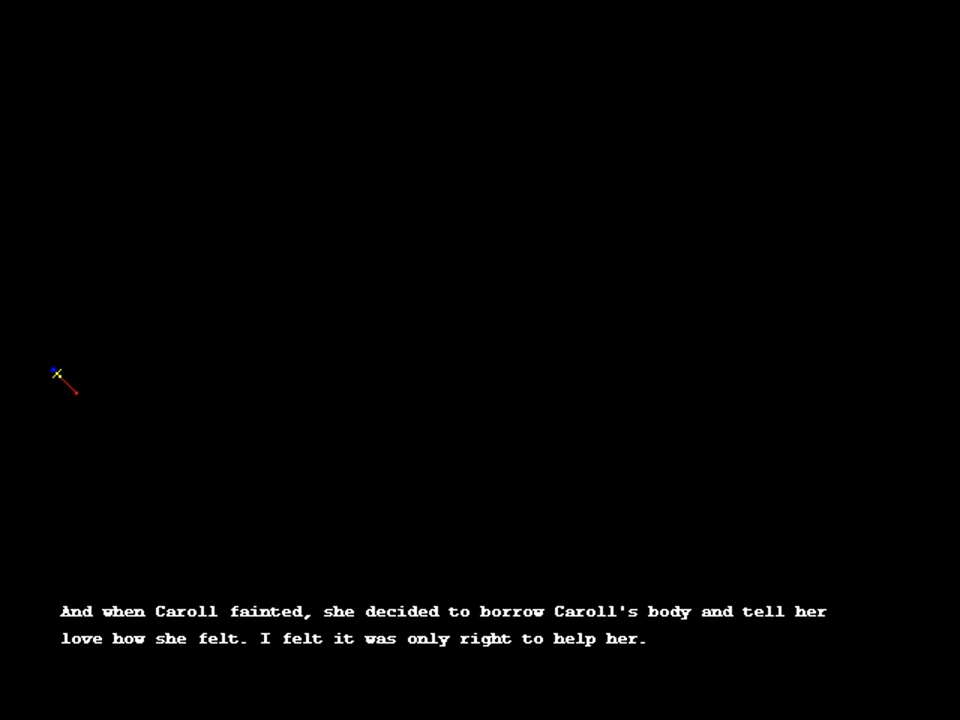 And when Caroll fainted, she decided to borrow Caroll's body and tell her
love how she felt. I felt it was only right to help her.